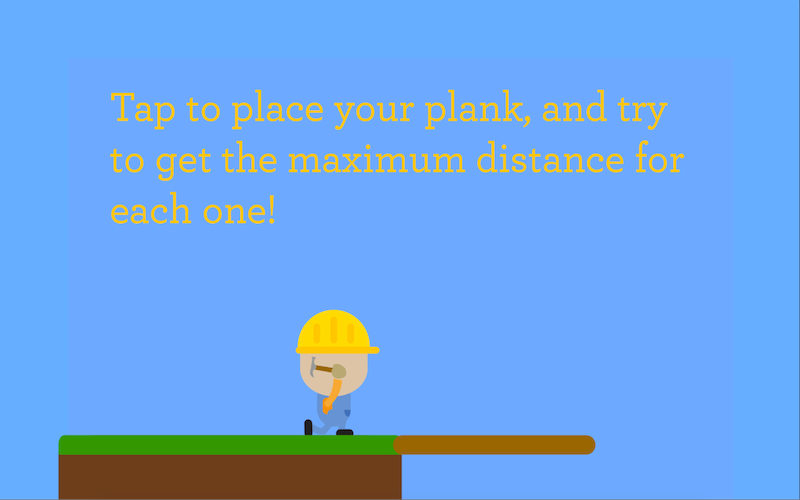 Tap to place your plank, and try
to get the maximum distance for
each one!